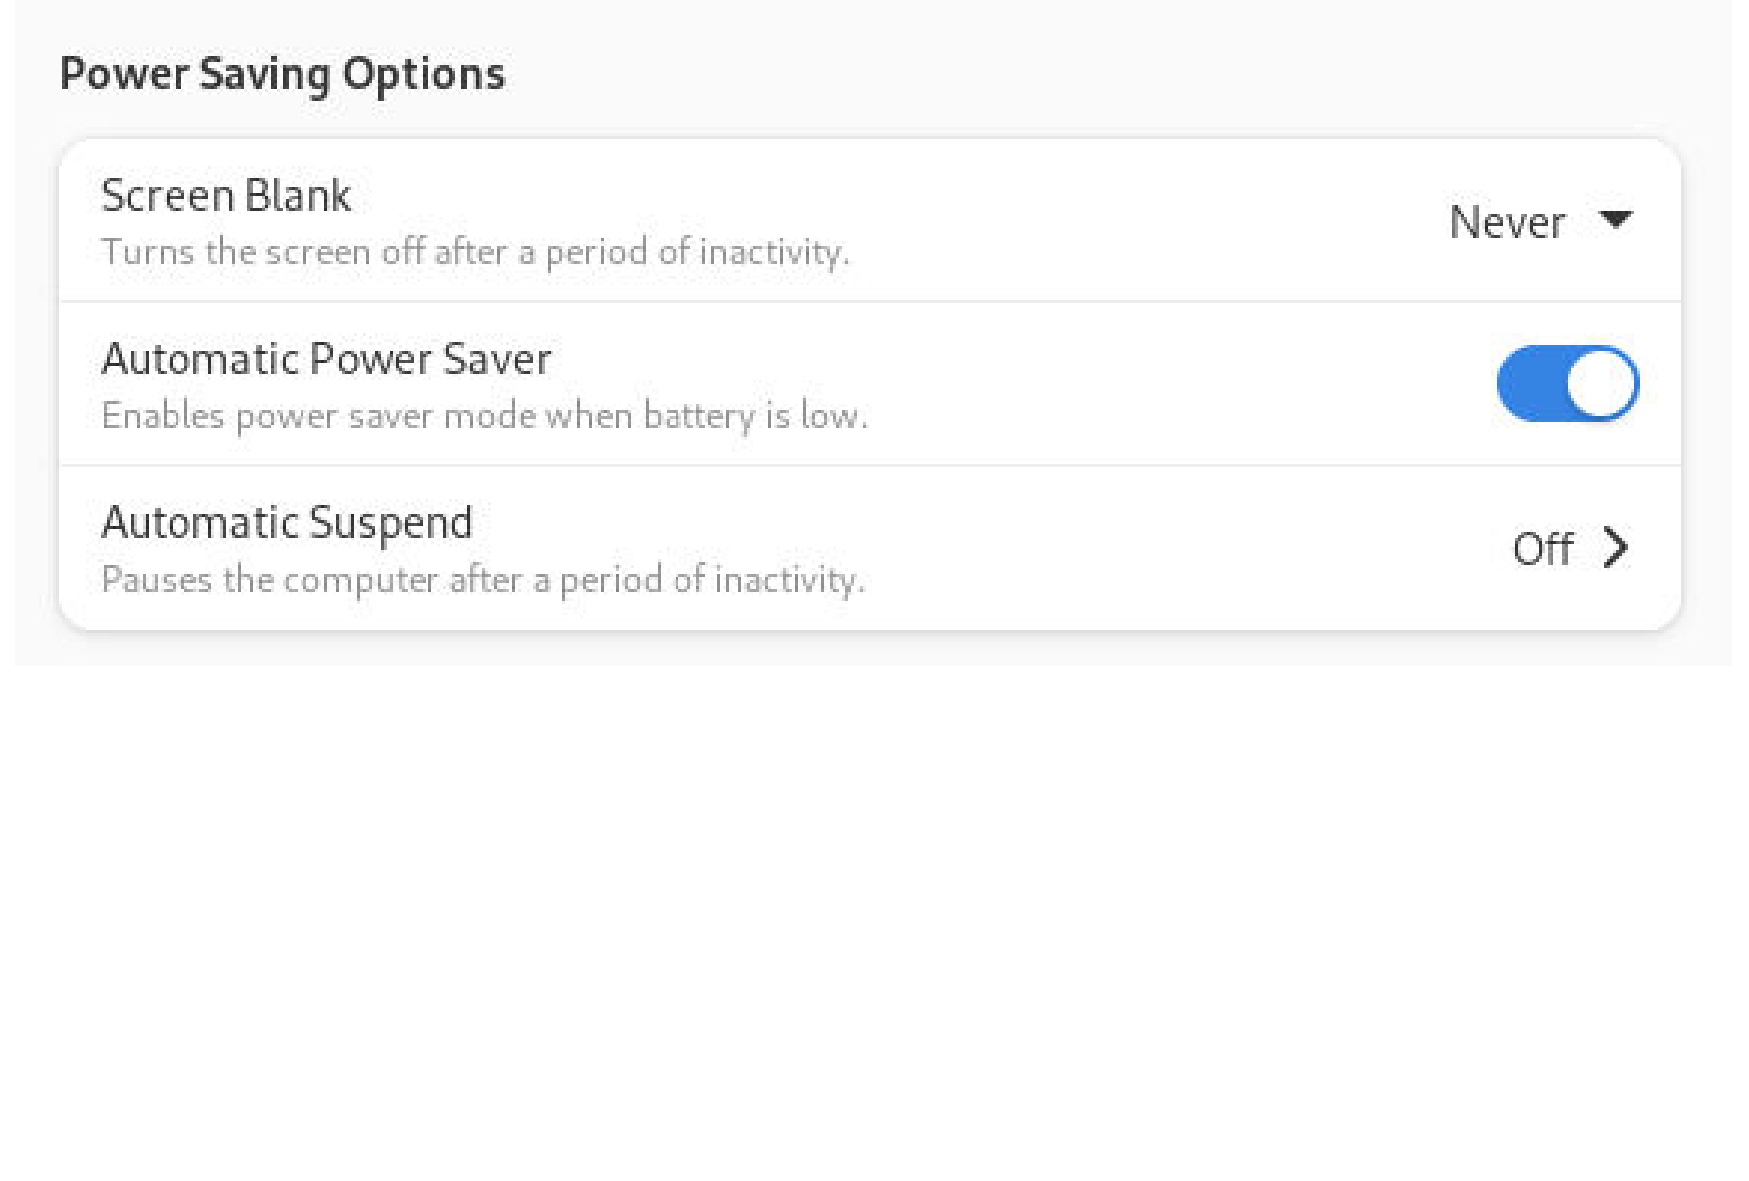 Power Saving Options
Screen Blank
Never
Turns the screen off after a period of inactivity.
Automatic Power Saver
Enables power saver mode when battery is low.
Automatic Suspend
Off
Pauses the computer after a period of inactivity.